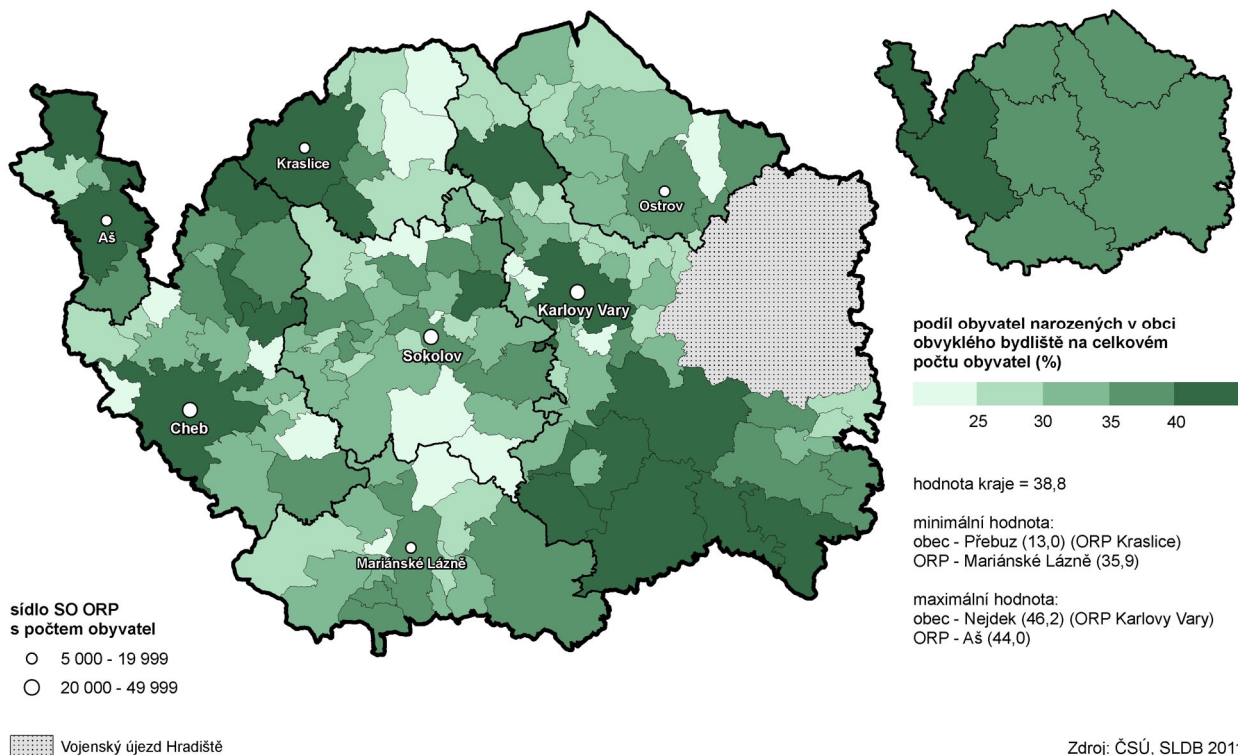 Kraslice
Aš
Ostrov
Karlovy Vary
Sokolov
Cheb
Mariánské Lázně
podíl obyvatel narozených v obci
obvyklého bydliště na celkovém
počtu obyvatel (%)
25 30 35 40
hodnota kraje = 38,8
minimální hodnota:
obec - Přebuz (13,0) (ORP Kraslice)
ORP - Mariánské Lázně (35,9)
maximální hodnota:
obec - Nejdek (46,2) (ORP Karlovy Vary)
ORP - Aš (44,0)
sídlo SO ORP
s počtem obyvatel
5 000 - 19 999
20 000 - 49 999
Vojenský újezd Hradiště
Zdroj: ČSÚ, SLDB